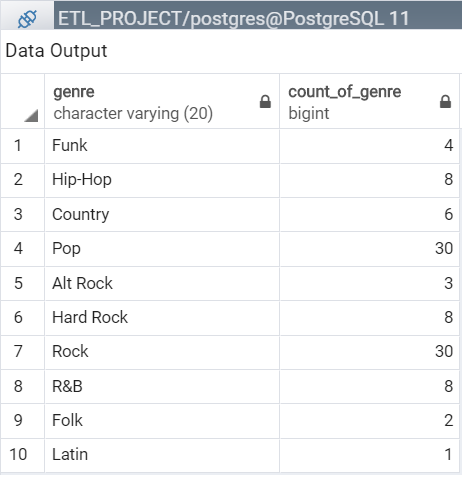 ETL_PROJECT/postgres@PostgreSQL 11
Data Output
genre count_of_genre
character varying (20) bigint
1 Funk 4
2 Hip-Hop 8
3 Country 6
4 Pop 30
5 Alt Rock 3
6 Hard Rock 8
7 Rock 30
8 R&B 8
9 Folk 2
10 Latin 1